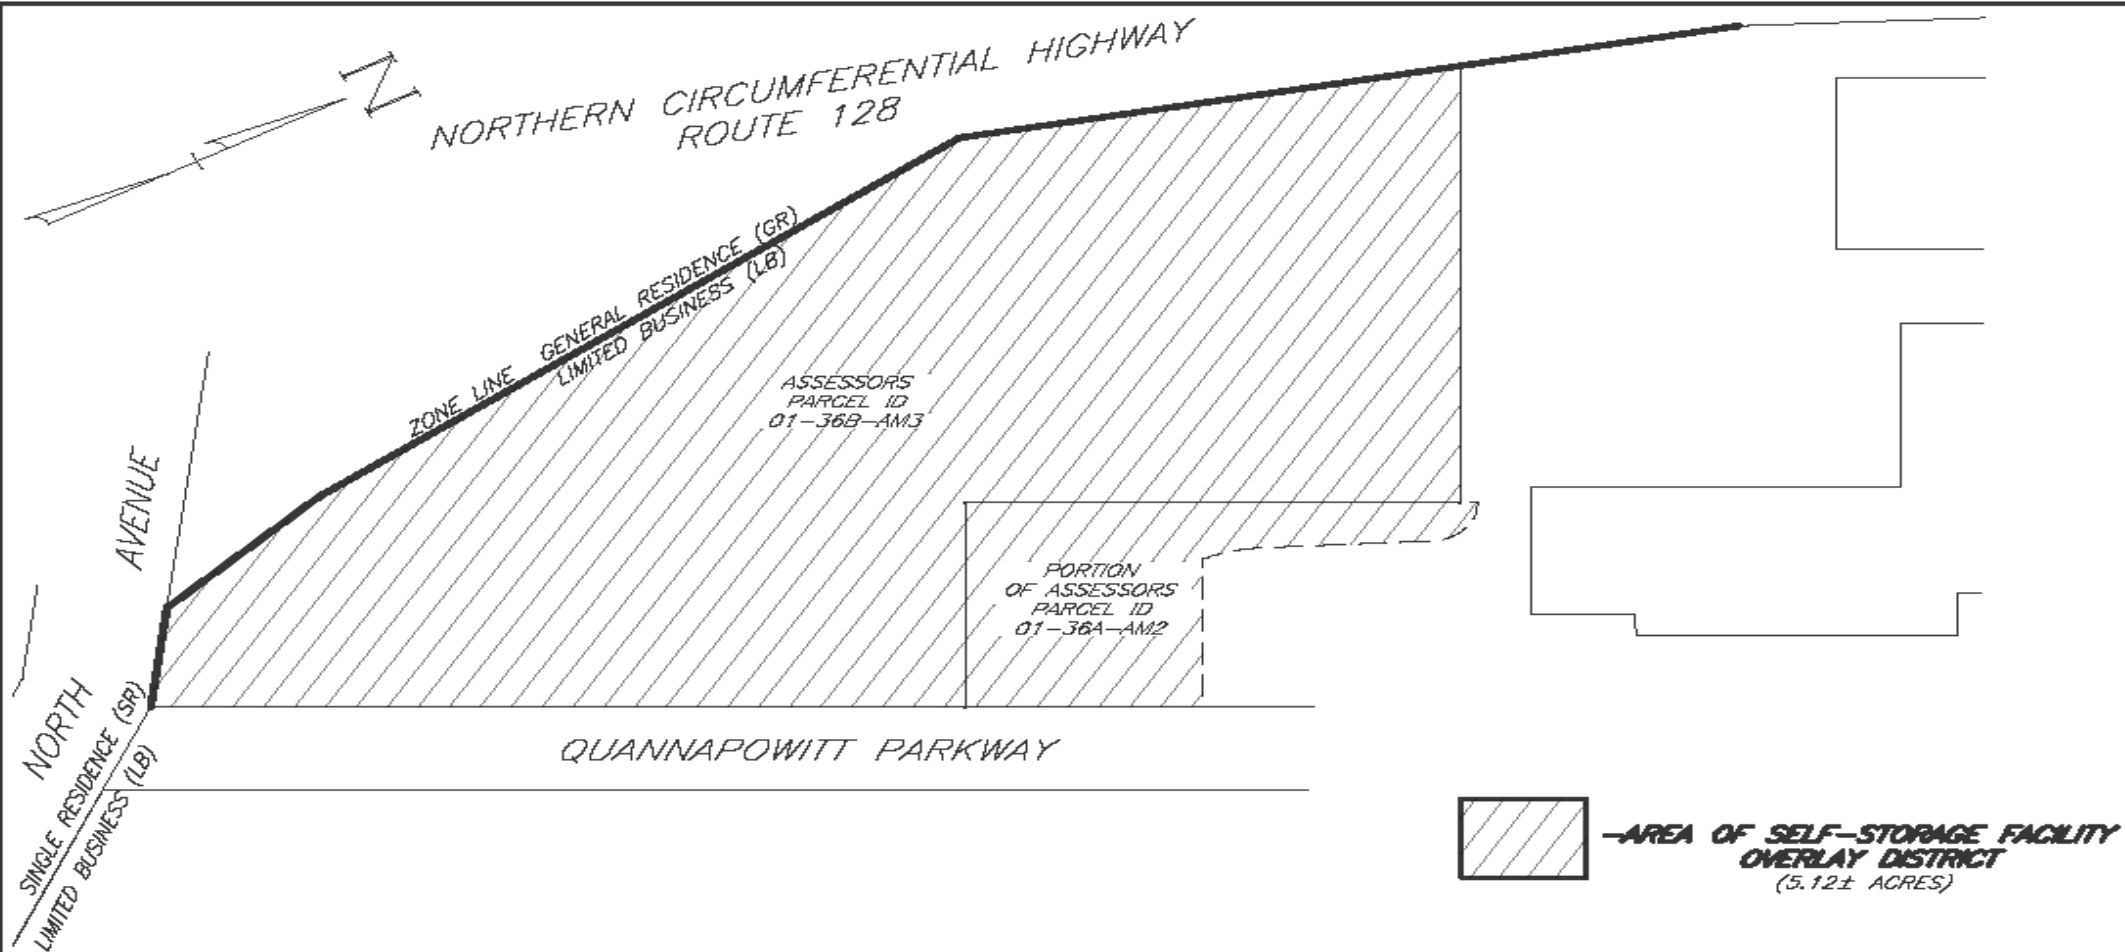 N
NORTHERN CIRCUMFERENTIAL HIGHWAY
ROUTE 128
ZONE LINE
GENERAL RESIDENCE (GR)
LIMITED BUSINESS (LB)
ASSESSORS
PARCEL ID
01-36B-AM3
PORTION
OF ASSESSORS
PARCEL ID
01-36A-AM2
NORTH AVENUE
SINGLE RESIDENCE (SR)
LIMITED BUSINESS (LB)
QUANNAPOWITT PARKWAY
-AREA OF SELF-STORAGE FACILITY
OVERLAY DISTRICT
(5.12± ACRES)